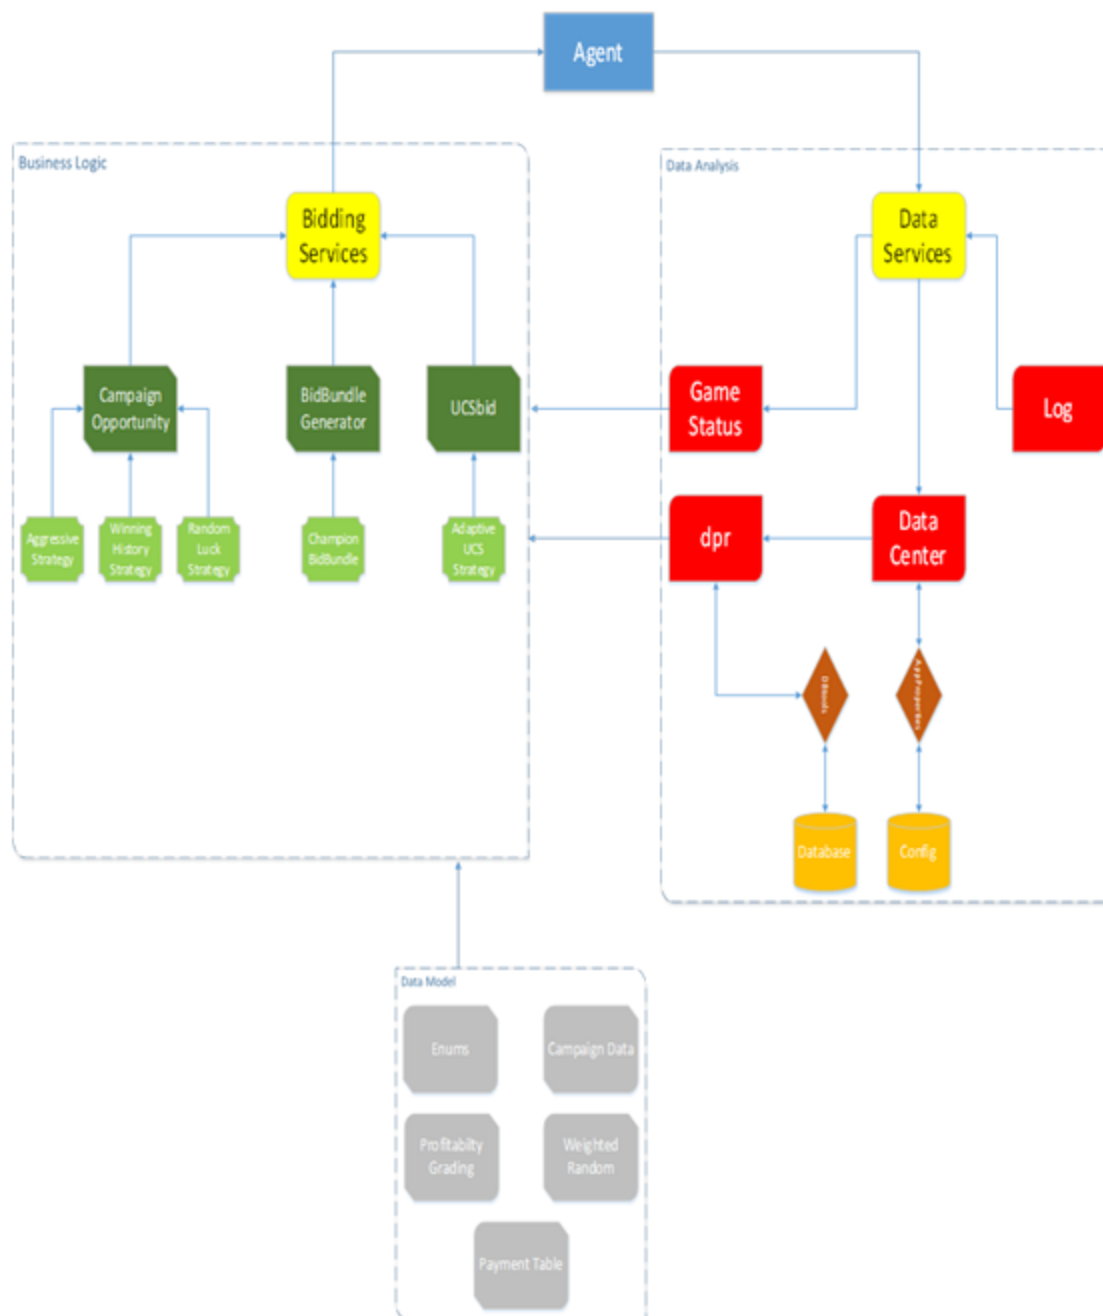 Agent
Business Logic
Bidding
Services
Campaign
Opportunity
BidBundle
Generator
UCSbid
Aggressive
Strategy
Winning
History
Strategy
Random
Luck
Strategy
Champion
BidBundle
Adaptive
UCS
Strategy
Data Analysis
Data
Services
Game
Status
Log
dpr
Data
Center
AppProperties
Database
Config
Data Model
Enums
Campaign Data
Profitabilty
Grading
Weighted
Random
Payment Table